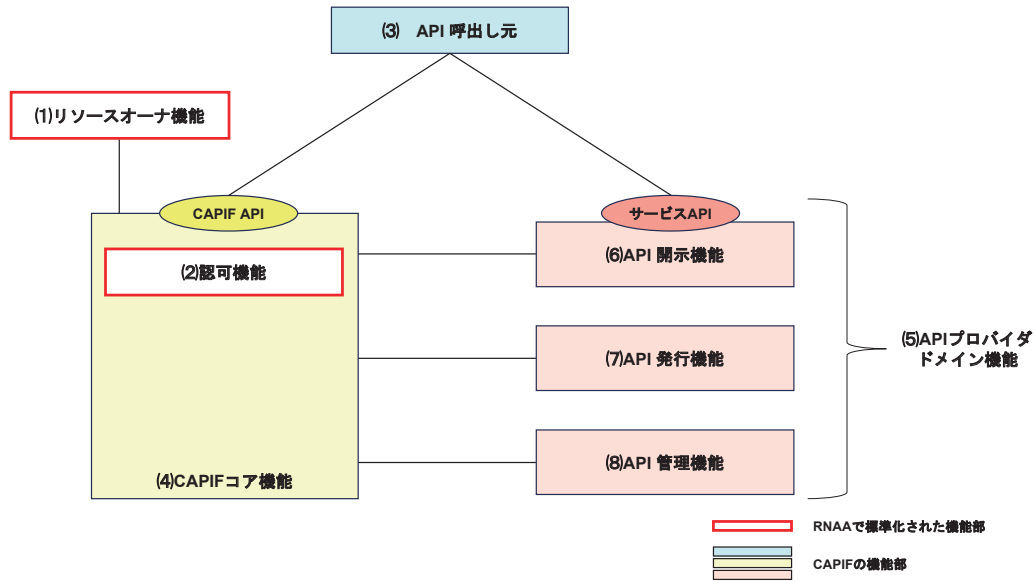 ⑶ API 呼出し元
⑴リソースオーナ機能
CAPIF API
サービスAPI
⑵認可機能
⑹API 開示機能
⑺API 発行機能
⑸APIプロバイダ
ドメイン機能
⑷CAPIFコア機能
⑻API 管理機能
RNAAで標準化された機能部
CAPIFの機能部